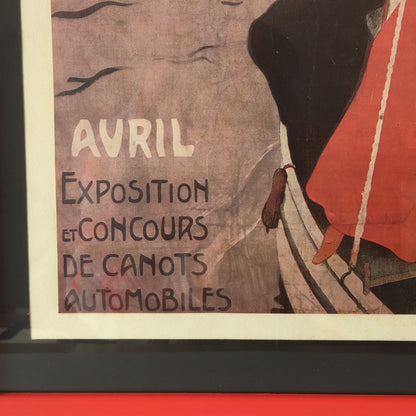 AVRIL
EXPOSITION
ET CONCOURS
DE CANOTS
AUTOMOBILES